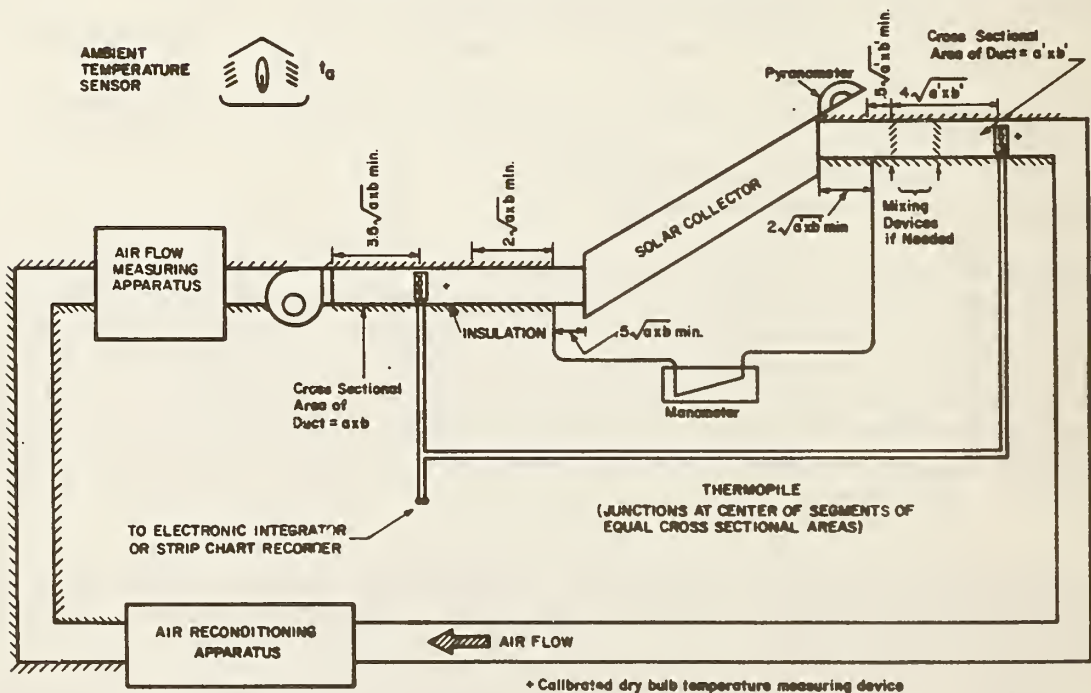 AMBIENT
TEMPERATURE
SENSOR
ta
Cross Sectional
Area of Duct = a'x b'
Pyranometer
.5√a'xb' min.
4√a'xb'
3.5√axb min.
2√axb min.
SOLAR COLLECTOR
2√a'xb' min
Mixing
Devices
if Needed
AIR FLOW
MEASURING
APPARATUS
INSULATION
.5√axb min.
Cross Sectional
Area of
Duct = axb
Manometer
THERMOPILE
(JUNCTIONS AT CENTER OF SEGMENTS OF
EQUAL CROSS SECTIONAL AREAS)
TO ELECTRONIC INTEGRATOR
OR STRIP CHART RECORDER
AIR RECONDITIONING
APPARATUS
AIR FLOW
+ Calibrated dry bulb temperature measuring device